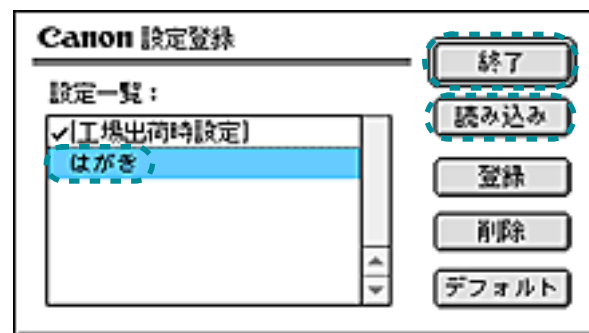 Canon 設定登録
設定一覧：
✓[工場出荷時設定]
はがき
終了
読み込み
登録
削除
デフォルト